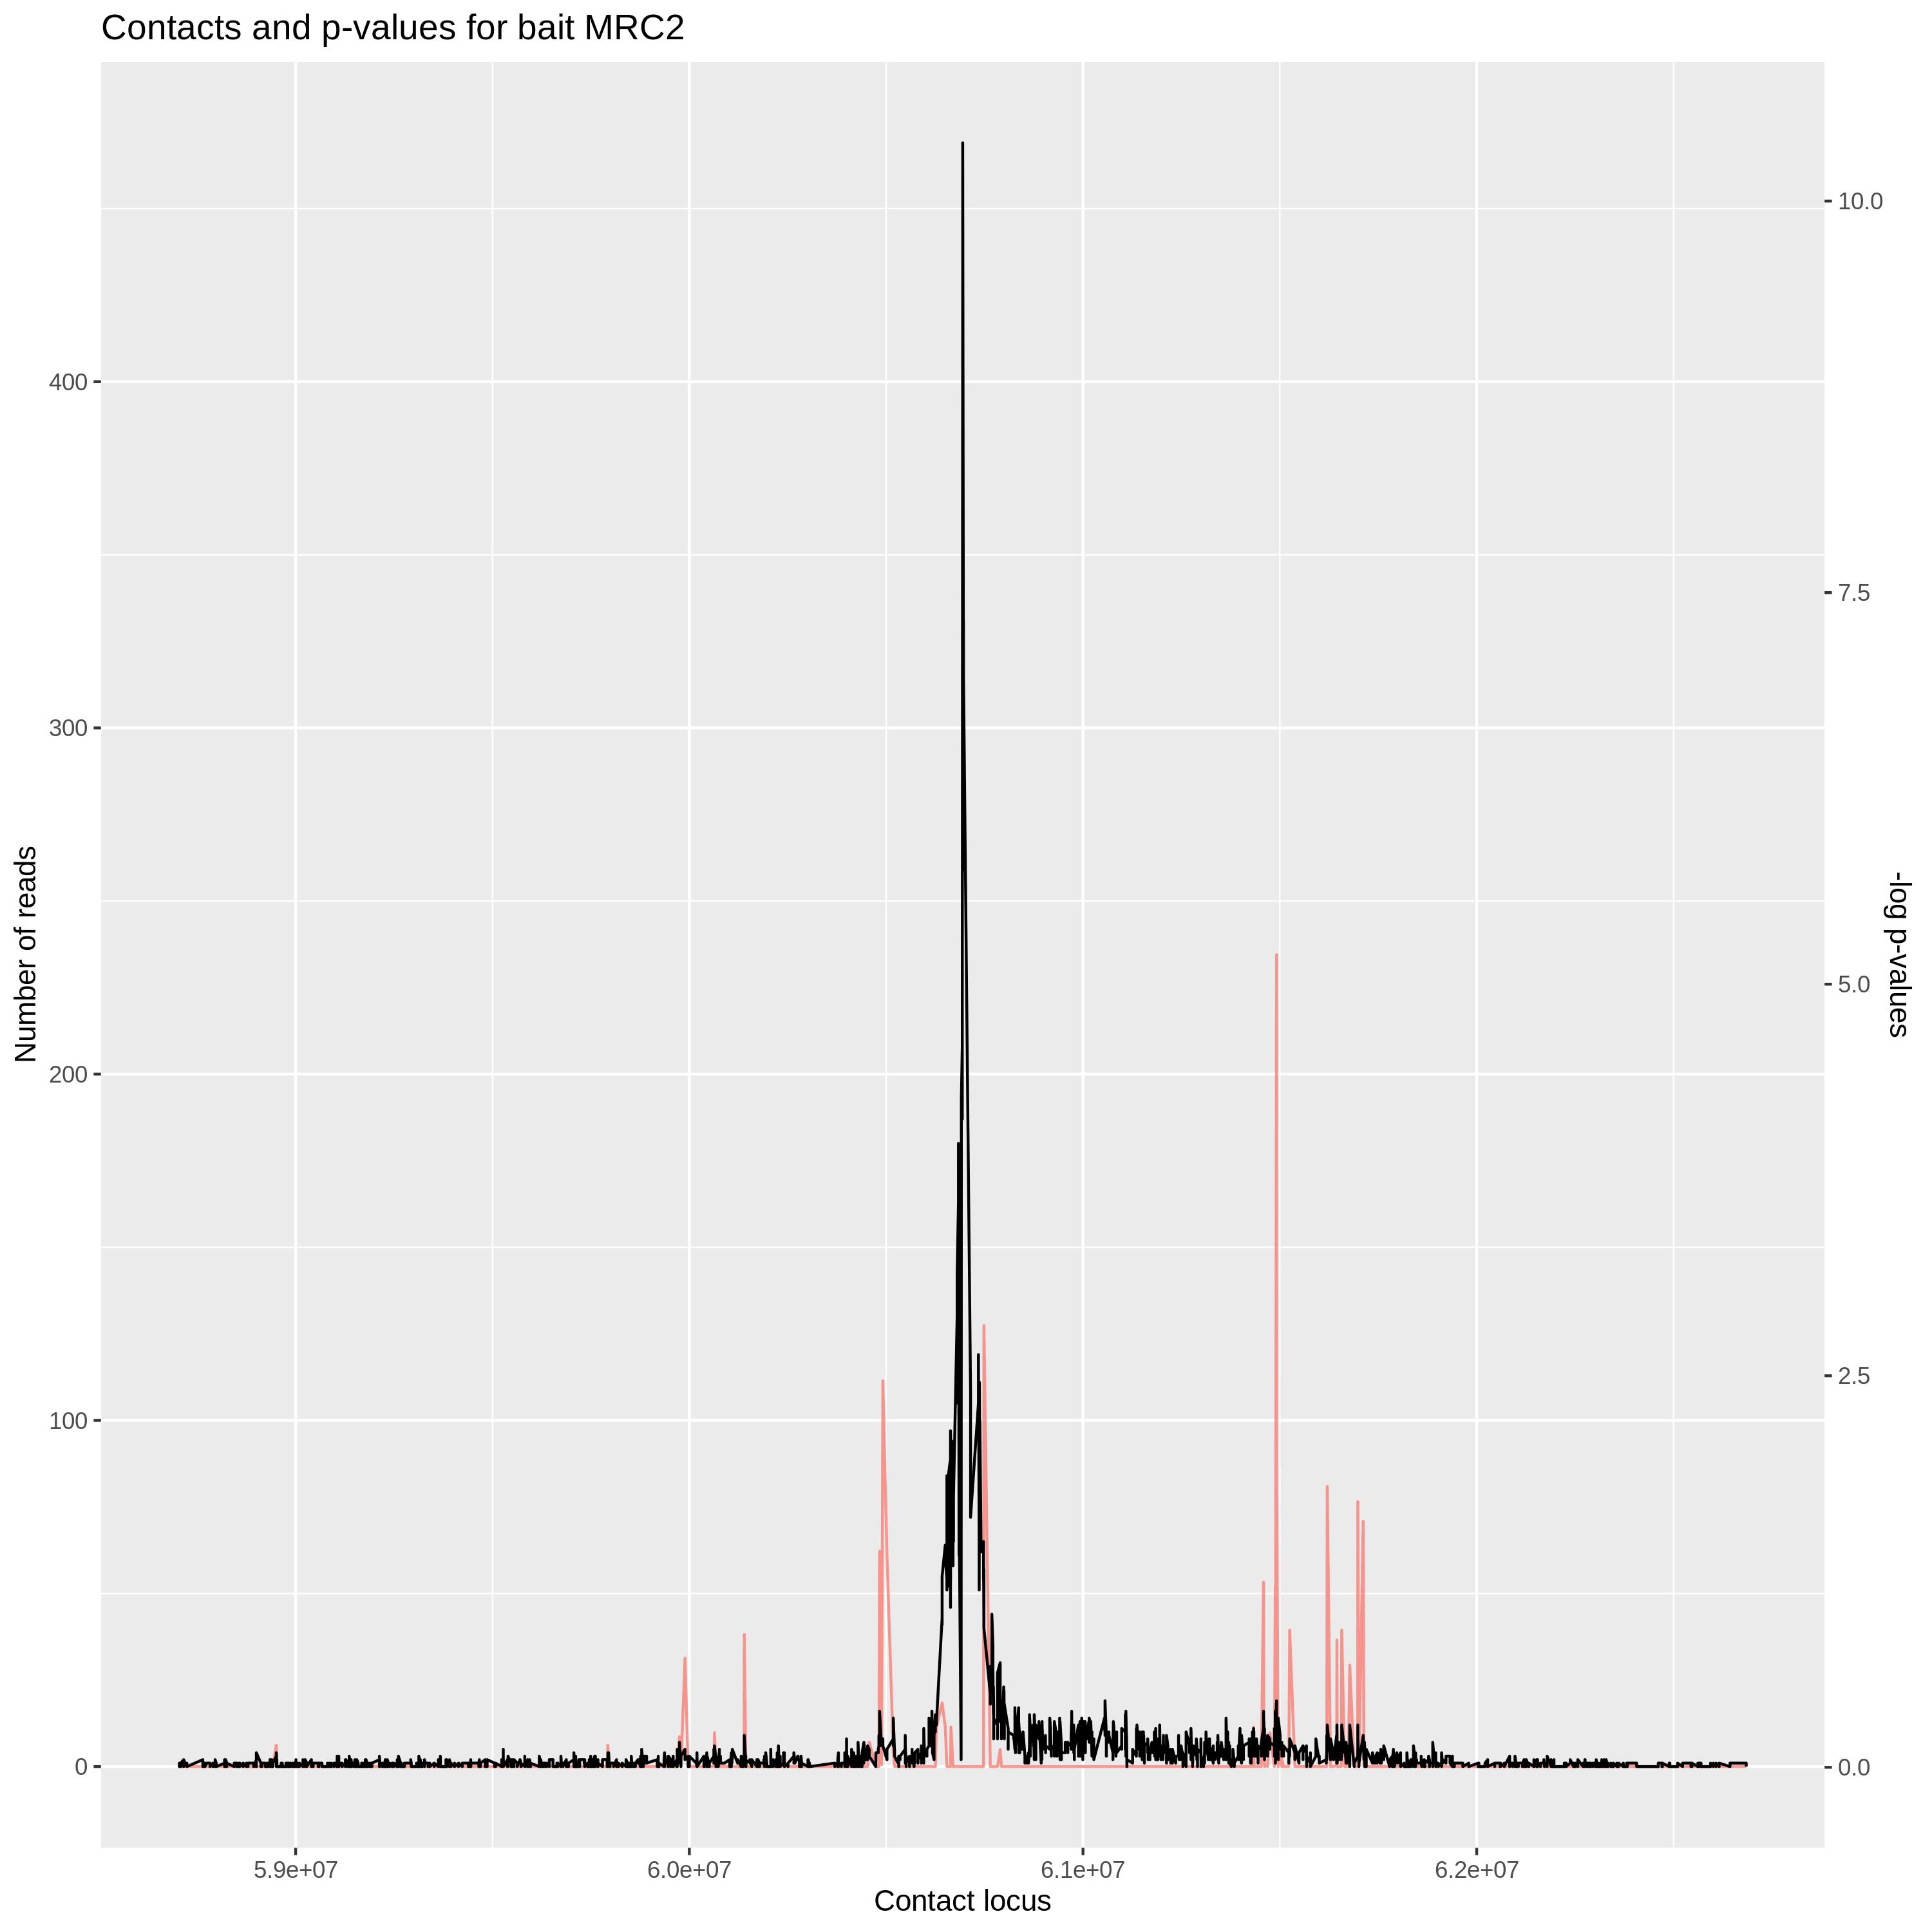 Contacts and p-values for bait MRC2
Number of reads
400
300
200
100
0
10.0
7.5
5.0
2.5
0.0
-log p-values
5.9e+07
6.0e+07
6.1e+07
6.2e+07
Contact locus